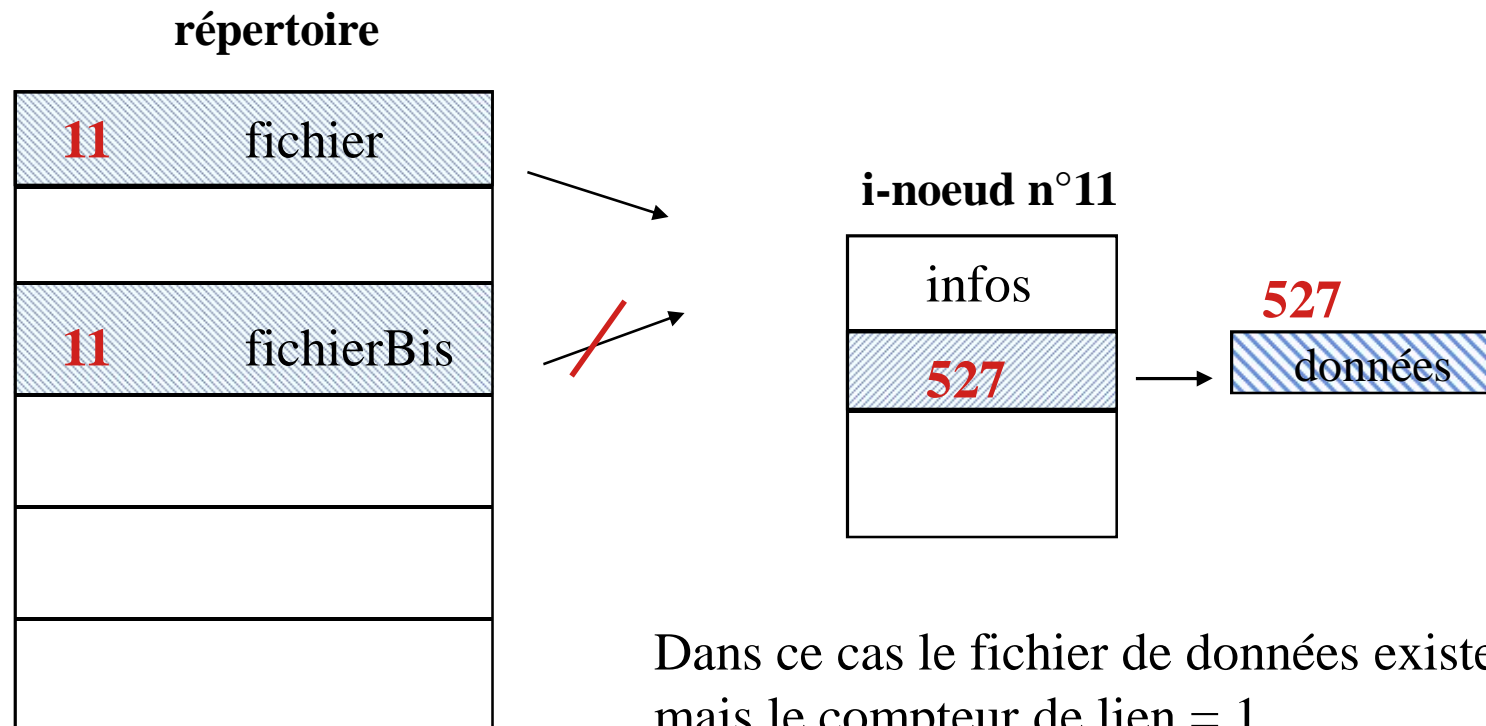 répertoire
11 fichier
i-noeud n°11
infos
527
11 fichierBis
527
données
Dans ce cas le fichier de données existe
mais le compteur de lien = 1